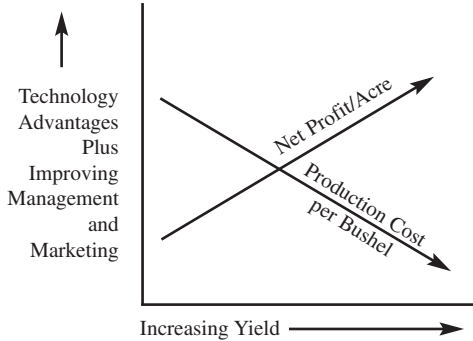 Technology
Advantages
Plus
Improving
Management
and
Marketing
Net Profit/Acre
Production Cost
per Bushel
Increasing Yield